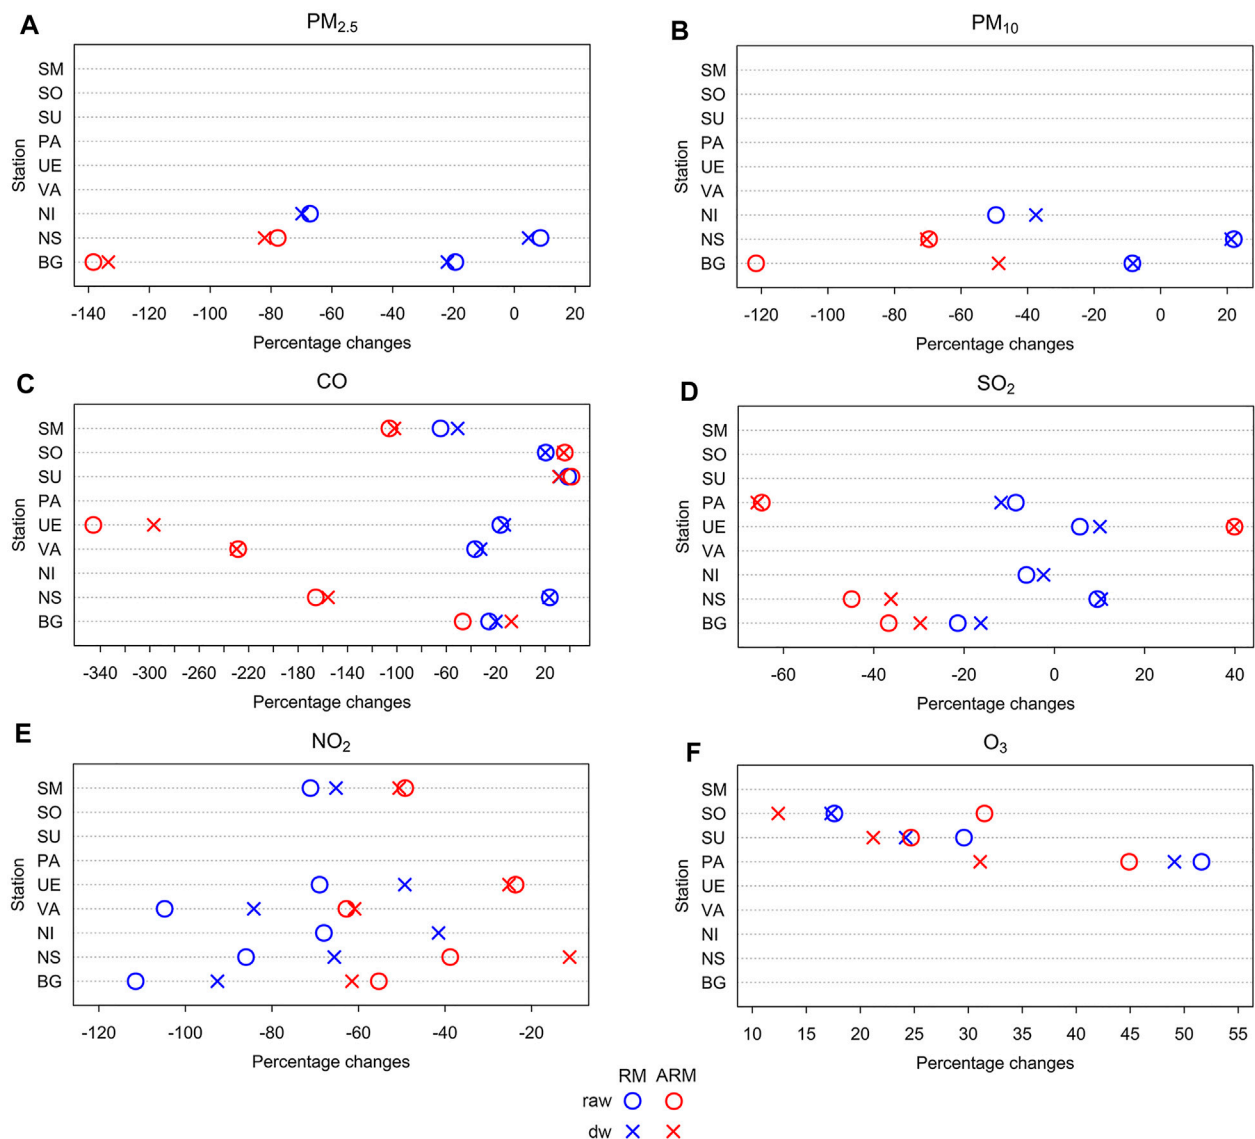 A
PM2.5
SM
SO
SU
PA
UE
VA
NI
NS
BG
Station
-140 -120 -100 -80 -60 -40 -20 0 20
Percentage changes
B
PM10
SM
SO
SU
PA
UE
VA
NI
NS
BG
Station
-120 -100 -80 -60 -40 -20 0 20
Percentage changes
C
CO
SM
SO
SU
PA
UE
VA
NI
NS
BG
Station
-340 -300 -260 -220 -180 -140 -100 -60 -20 20
Percentage changes
D
SO2
SM
SO
SU
PA
UE
VA
NI
NS
BG
Station
-60 -40 -20 0 20 40
Percentage changes
E
NO2
SM
SO
SU
PA
UE
VA
NI
NS
BG
Station
-120 -100 -80 -60 -40 -20
Percentage changes
F
O3
SM
SO
SU
PA
UE
VA
NI
NS
BG
Station
10 15 20 25 30 35 40 45 50 55
Percentage changes
RM ARM
raw
dw